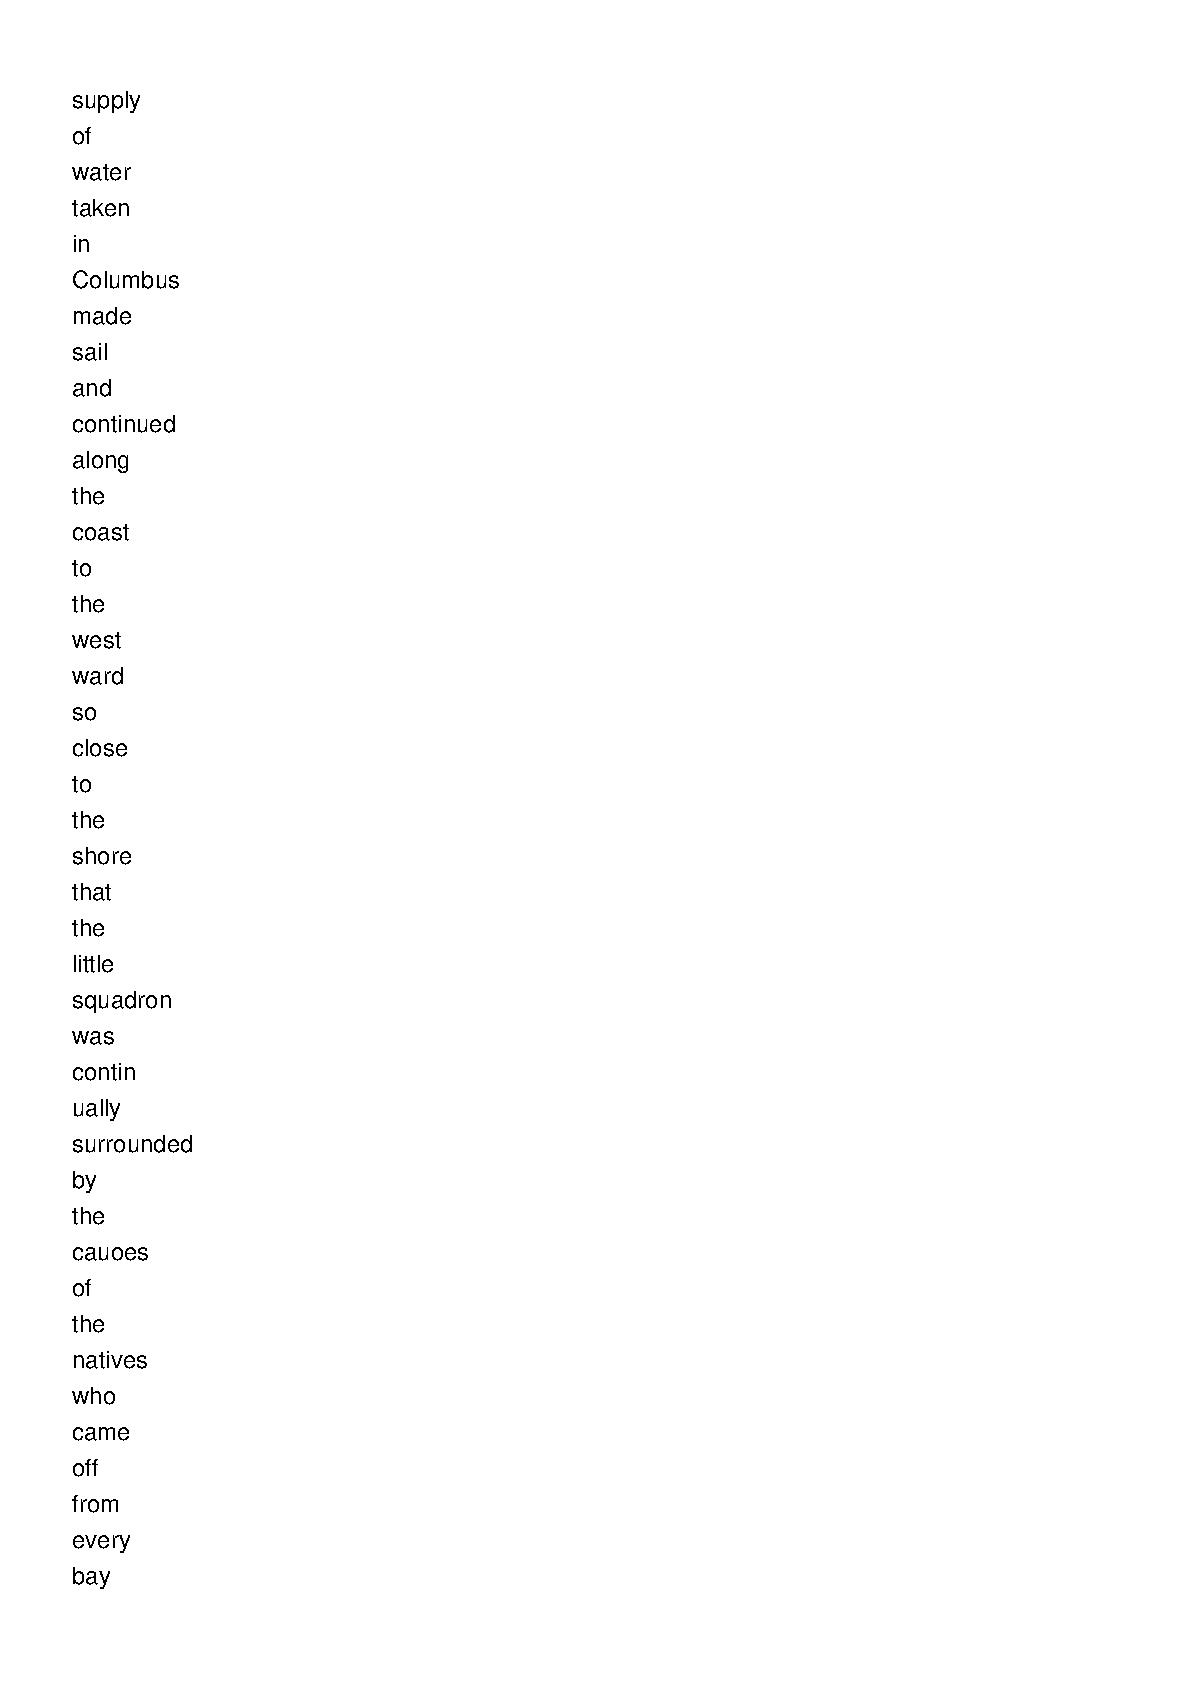 supply
of
water
taken
in
Columbus
made
sail
and
continued
along
the
coast
to
the
west
ward
so
close
to
the
shore
that
the
little
squadron
was
contin
ually
surrounded
by
the
cauoes
of
the
natives
who
came
off
from
every
bay